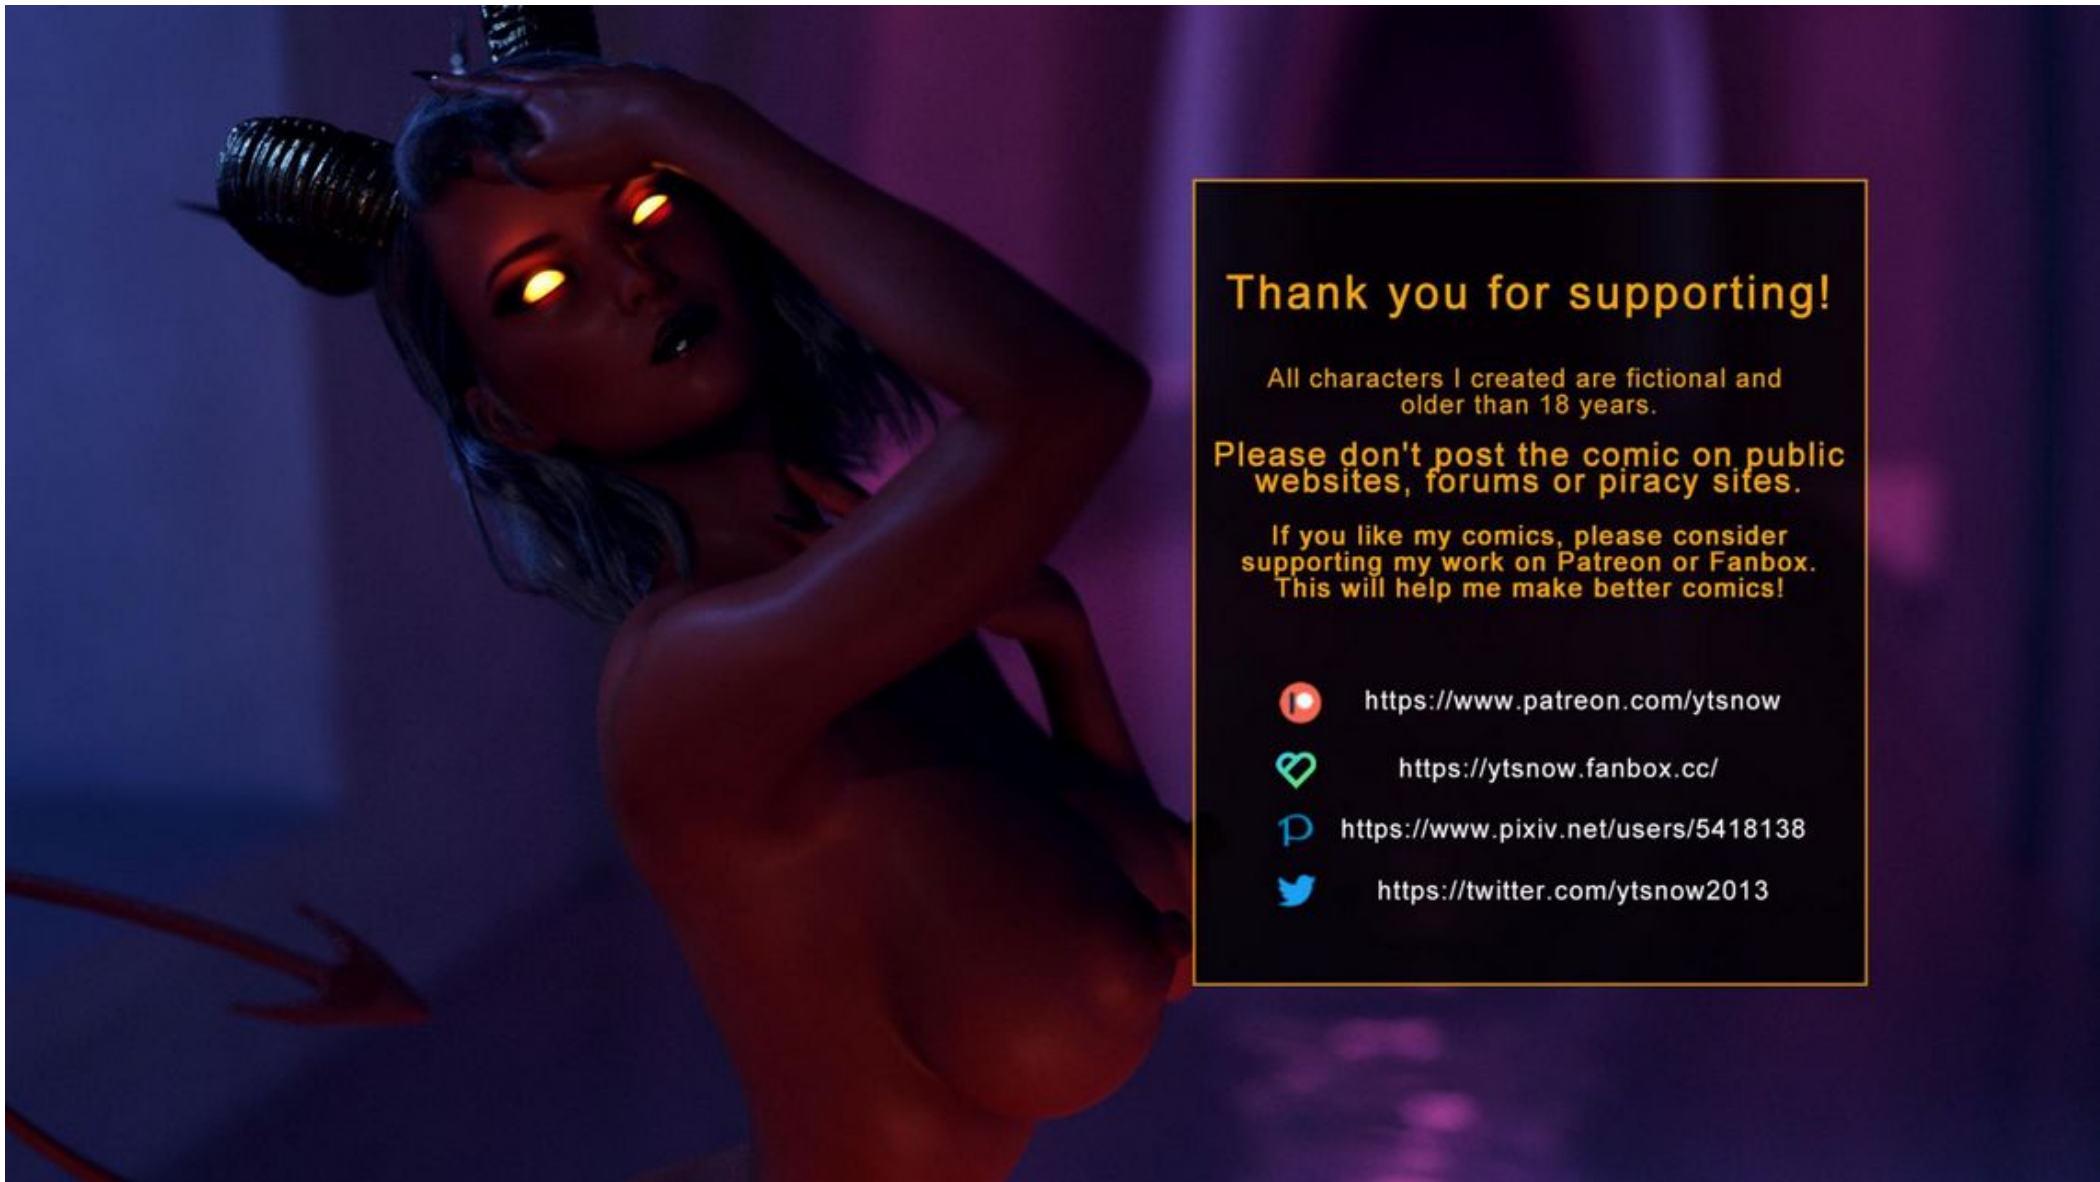 Thank you for supporting!
All characters I created are fictional and
older than 18 years.
Please don't post the comic on public
websites, forums or piracy sites.
If you like my comics, please consider
supporting my work on Patreon or Fanbox.
This will help me make better comics!
https://www.patreon.com/ytsnow
https://ytsnow.fanbox.cc/
https://www.pixiv.net/users/5418138
https://twitter.com/ytsnow2013